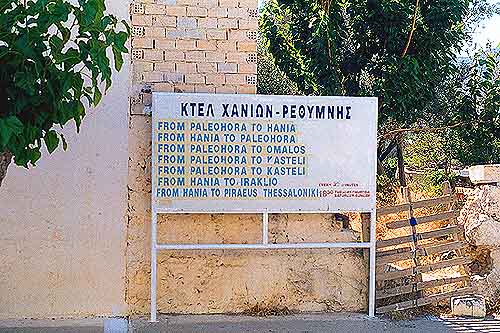 ΚΤΕΛ ΧΑΝΙΩΝ-ΡΕΘΥΜΝΗΣ
FROM PALEOHORA TO HANIA
FROM HANIA TO PALEOHORA
FROM PALEOHORA TO OMALOS
FROM PALEOHORA TO KASTELI
FROM PALEOHORA TO KASTELI
FROM HANIA TO IRAKLIO
FROM HANIA TO PIRAEUS THESSALONIKI